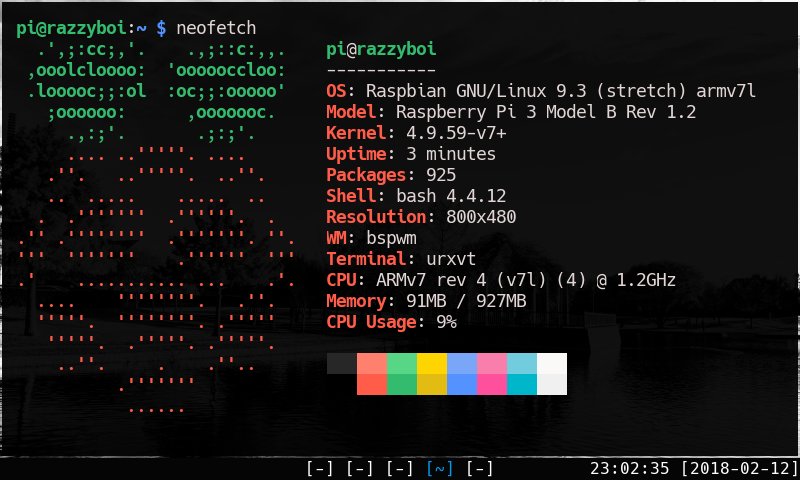 pi@razzyboi:~ $ neofetch
pi@razzyboi
-----------
OS: Raspbian GNU/Linux 9.3 (stretch) armv7l
Model: Raspberry Pi 3 Model B Rev 1.2
Kernel: 4.9.59-v7+
Uptime: 3 minutes
Packages: 925
Shell: bash 4.4.12
Resolution: 800x480
WM: bspwm
Terminal: urxvt
CPU: ARMv7 rev 4 (v7l) (4) @ 1.2GHz
Memory: 91MB / 927MB
CPU Usage: 9%
[-] [-] [-] [~] [-] 23:02:35 [2018-02-12]